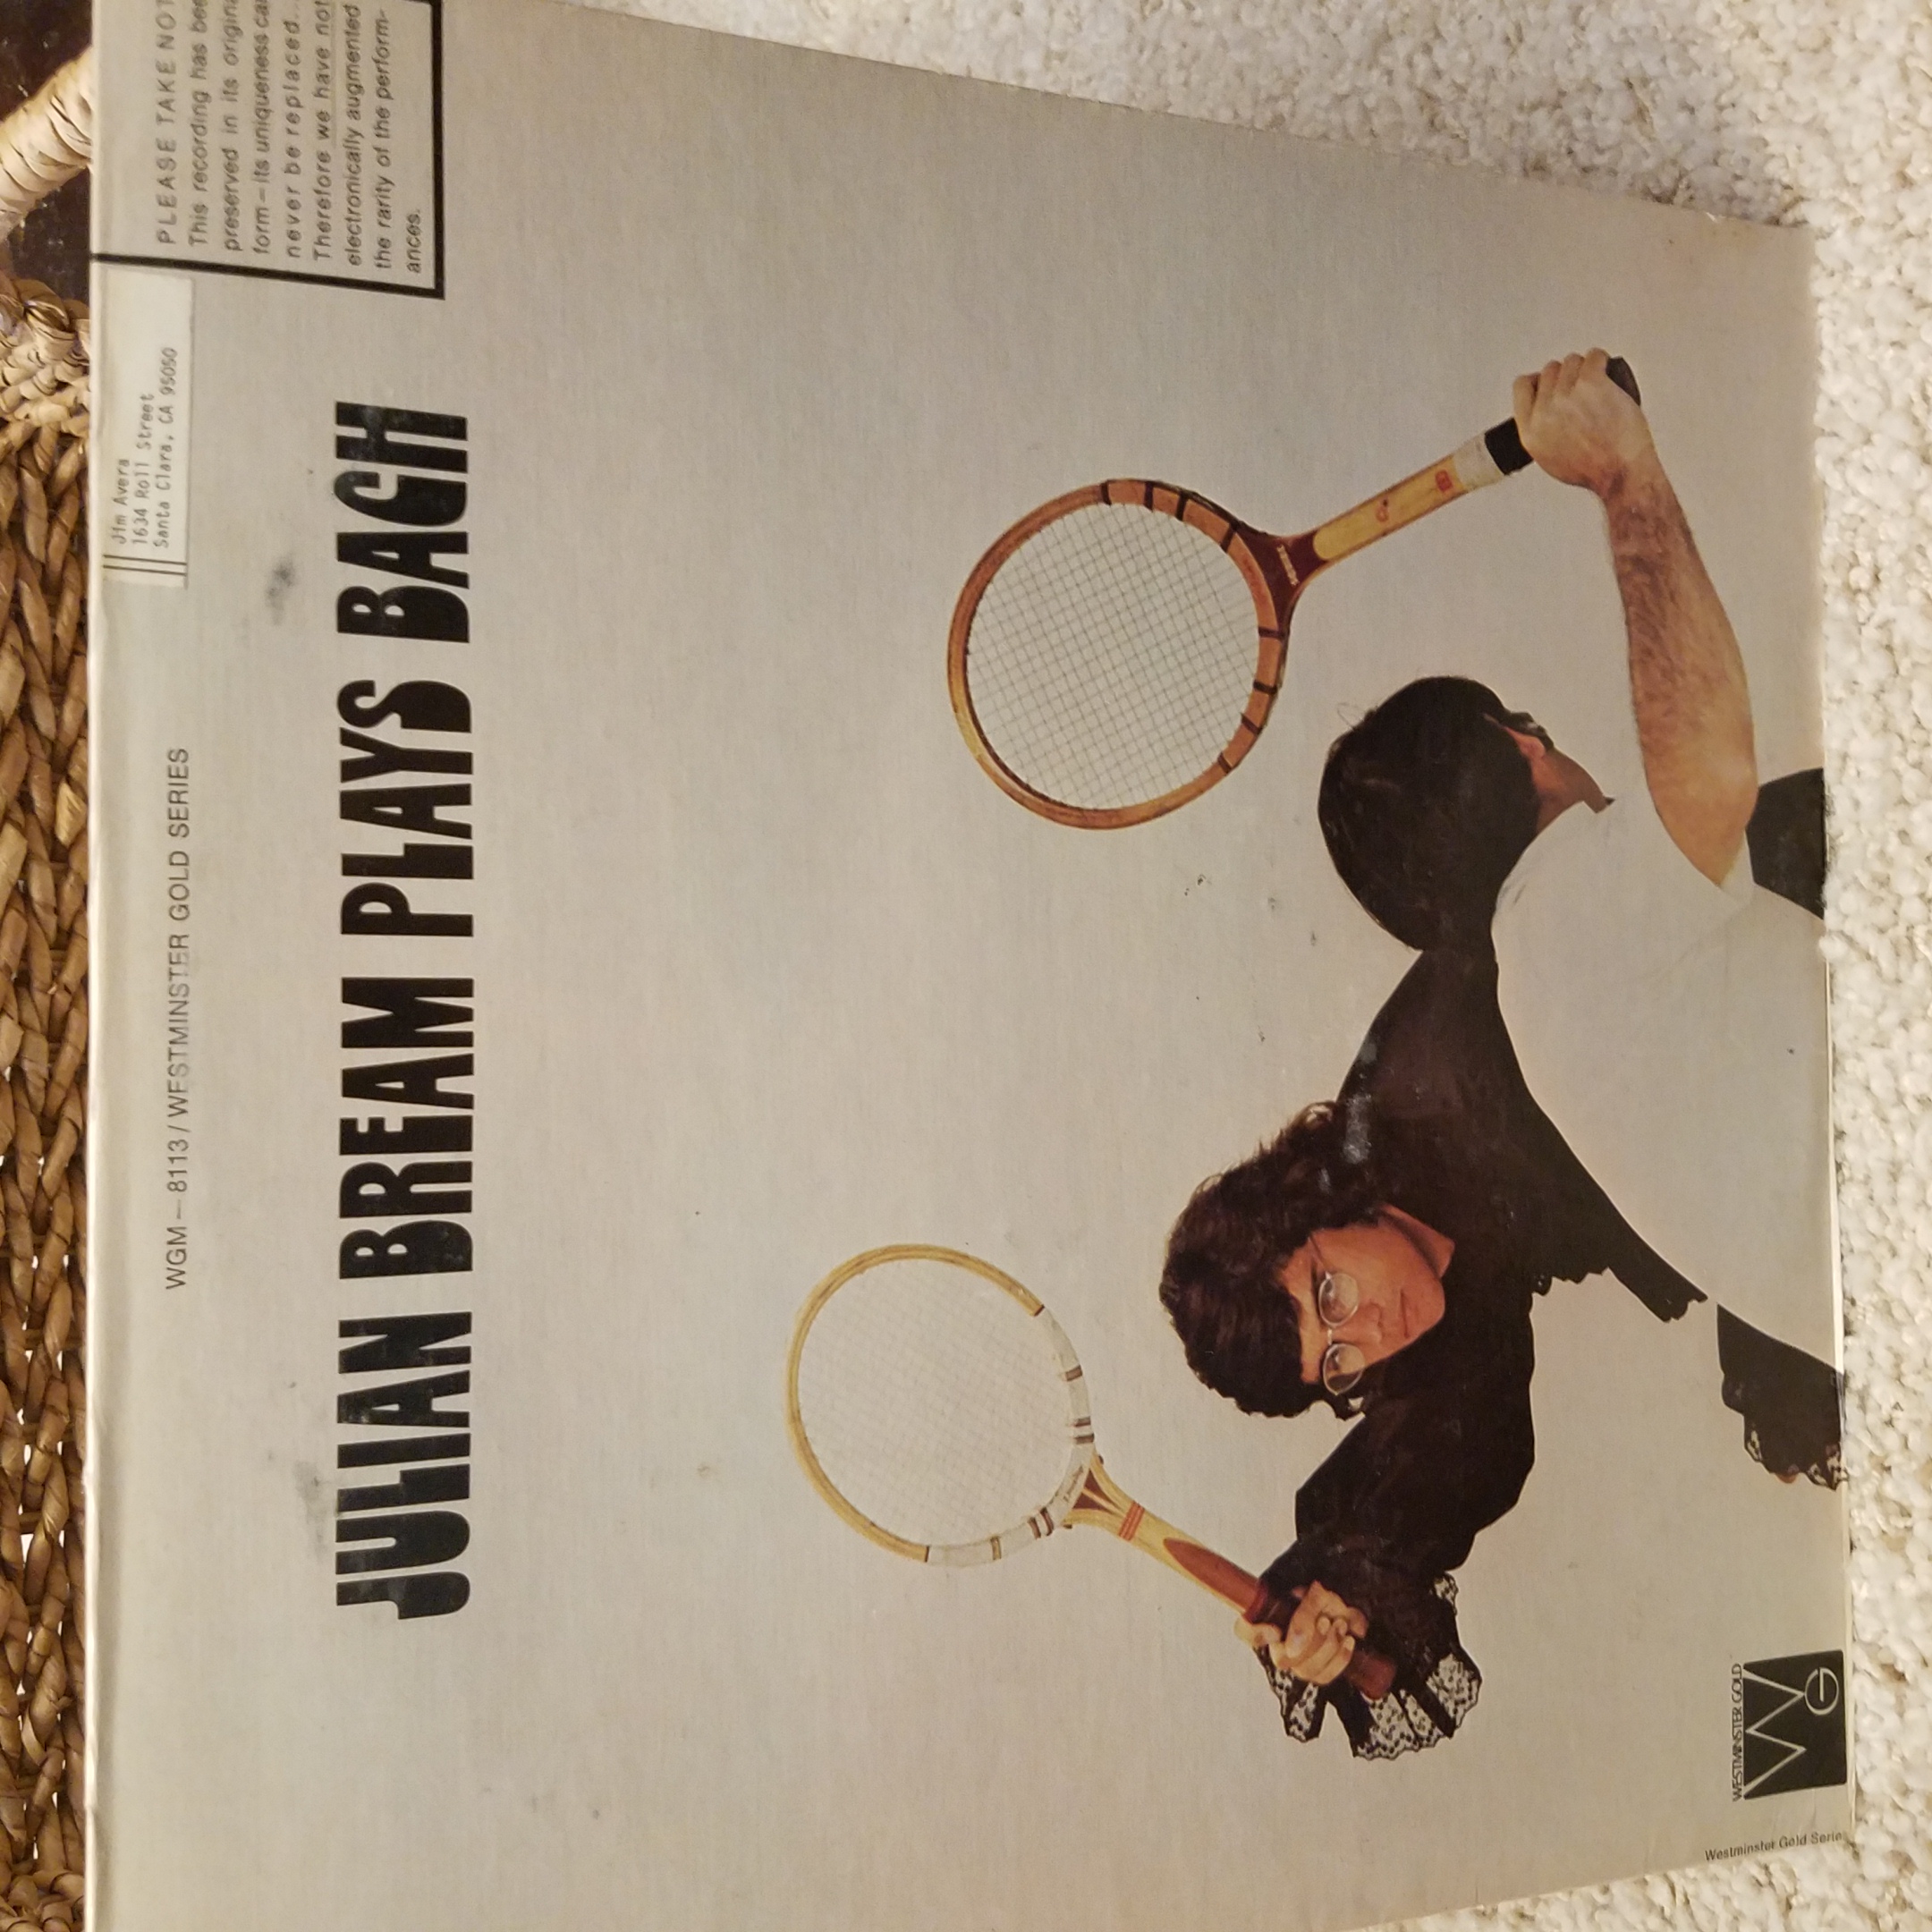 PLEASE TAKE NOT
This recording has bee
preserved in its origina
form—its uniqueness ca
never be replaced...
Therefore we have not
electronically augmented
the rarity of the perform-
ances.
Jim Avera
1634 Roll Street
Santa Clara, CA 95050
WGM — 8113 / WESTMINSTER GOLD SERIES
JULIAN BREAM PLAYS BACH
WESTMINSTER GOLD
WG
Westminster Gold Serie